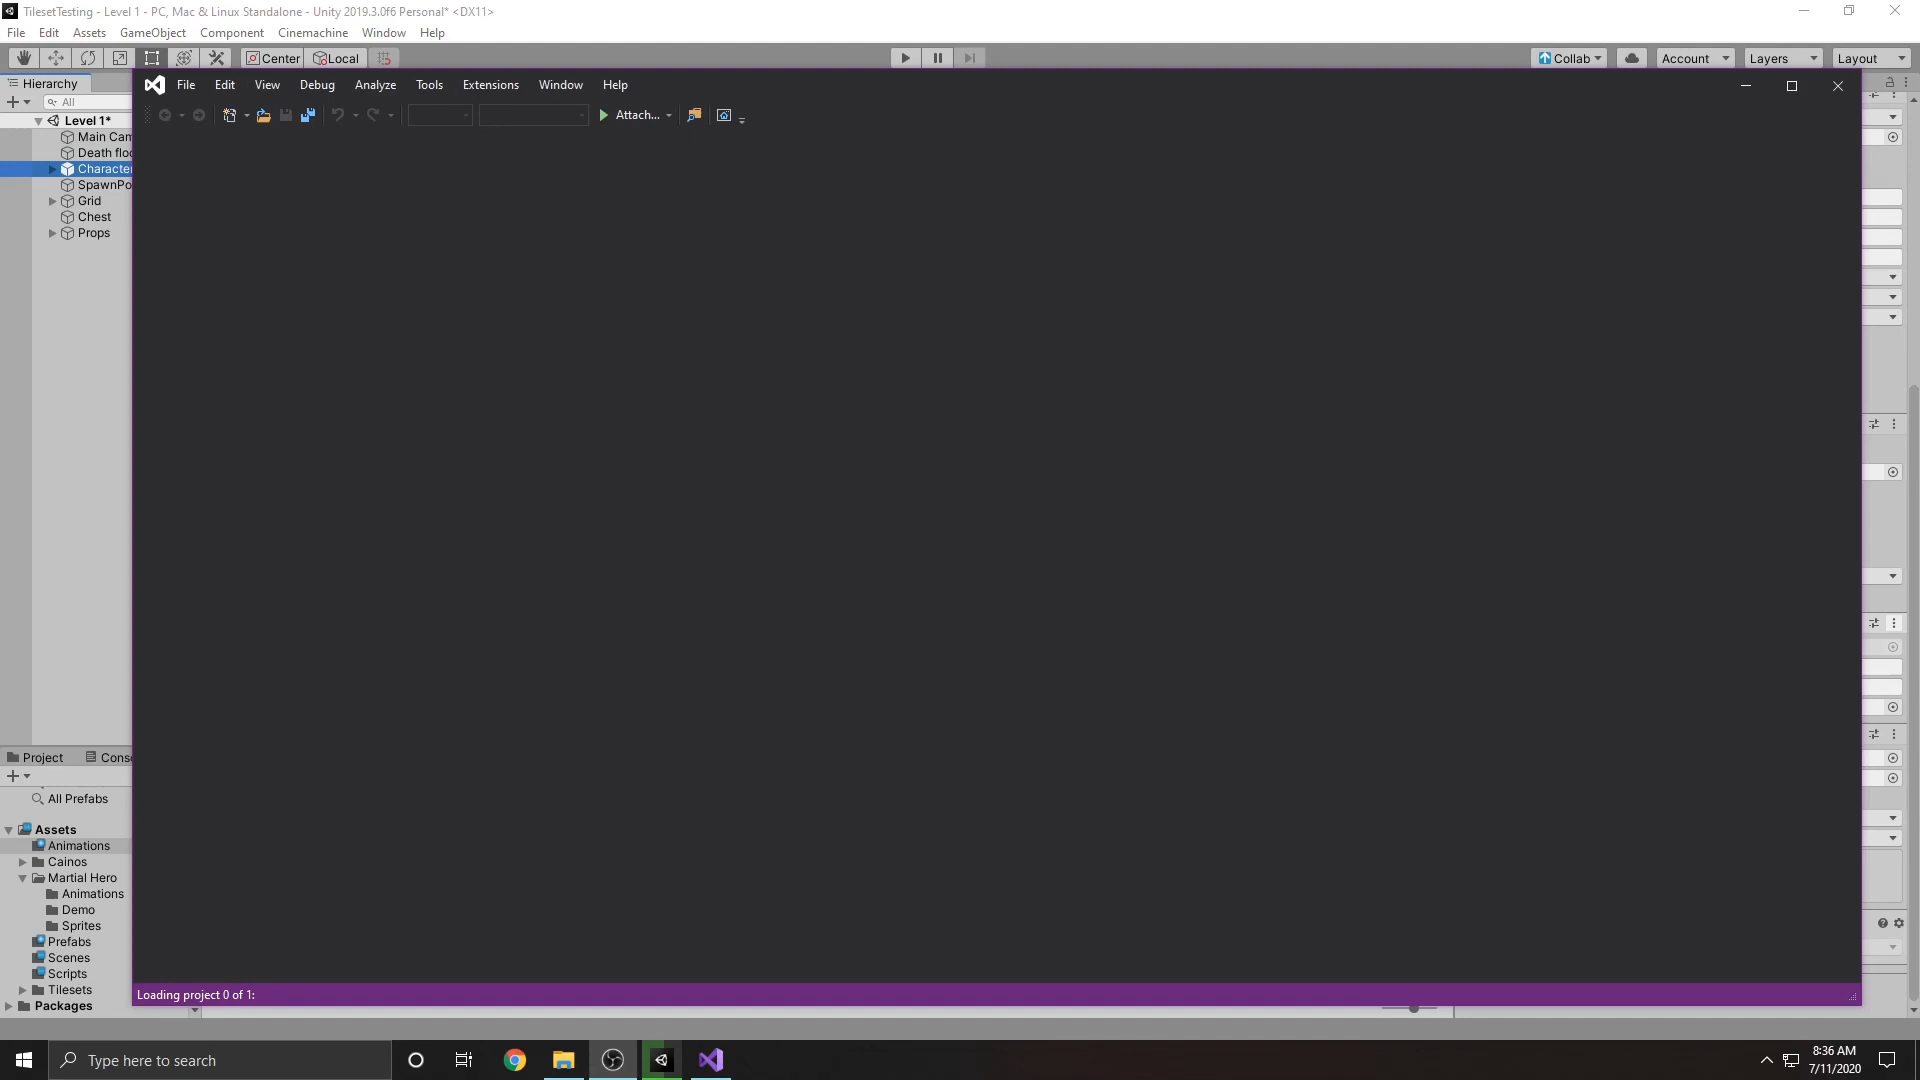 TilesetTesting - Level 1 - PC, Mac & Linux Standalone - Unity 2019.3.0f6 Personal* <DX11>
File Edit Assets GameObject Component Cinemachine Window Help
Center Local Collab Account Layers Layout
Hierarchy
All
Level 1*
Main Cam
Death floo
Character
SpawnPo
Grid
Chest
Props
File Edit View Debug Analyze Tools Extensions Window Help
Attach...
Project Conso
All Prefabs
Assets
Animations
Cainos
Martial Hero
Animations
Demo
Sprites
Prefabs
Scenes
Scripts
Tilesets
Packages
Loading project 0 of 1:
Type here to search
8:36 AM
7/11/2020